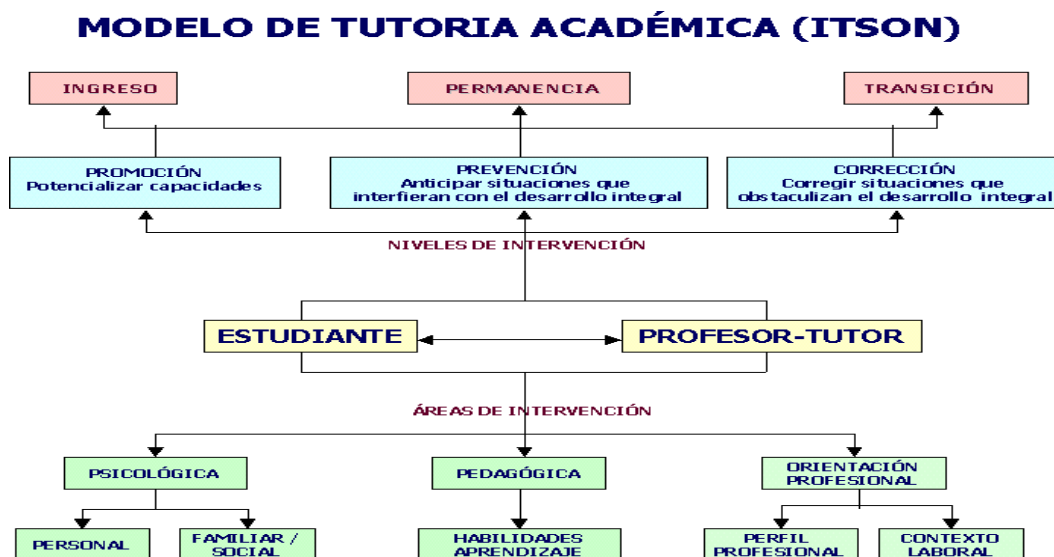 MODELO DE TUTORIA ACADÉMICA (ITSON)
INGRESO
PERMANENCIA
TRANSICIÓN
PROMOCIÓN
Potencializar capacidades
PREVENCIÓN
Anticipar situaciones que
interfieran con el desarrollo integral
CORRECCIÓN
Corregir situaciones que
obstaculizan el desarrollo integral
NIVELES DE INTERVENCIÓN
ESTUDIANTE
PROFESOR-TUTOR
ÁREAS DE INTERVENCIÓN
PSICOLÓGICA
PEDAGÓGICA
ORIENTACIÓN
PROFESIONAL
PERSONAL
FAMILIAR /
SOCIAL
HABILIDADES
APRENDIZAJE
PERFIL
PROFESIONAL
CONTEXTO
LABORAL